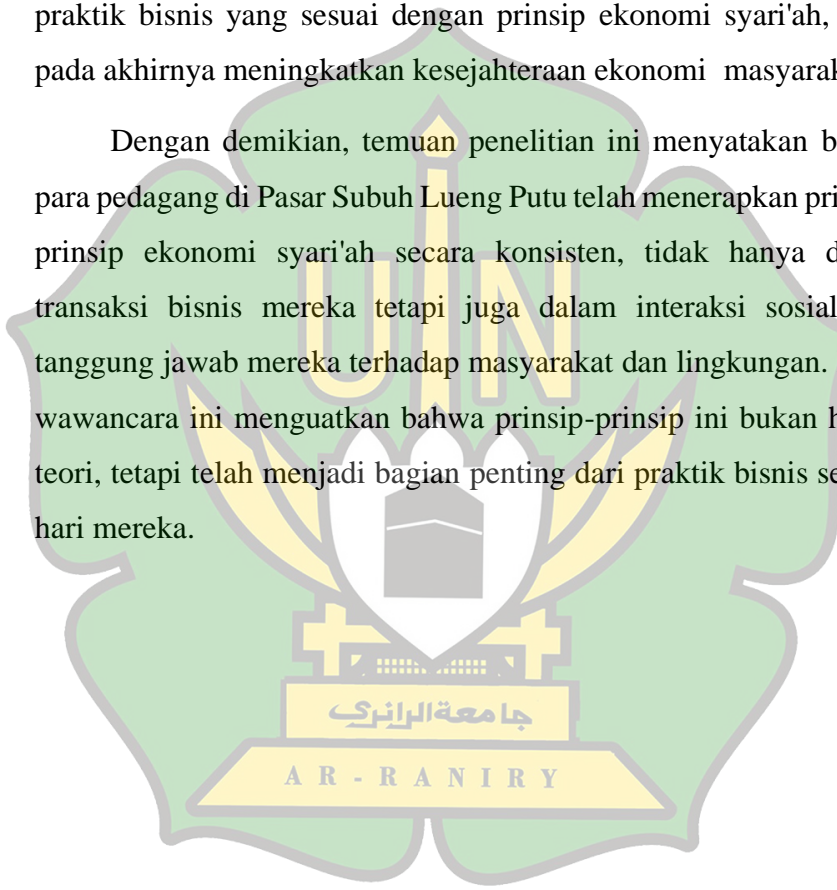 praktik bisnis yang sesuai dengan prinsip ekonomi syari'ah,
pada akhirnya meningkatkan kesejahteraan ekonomi masyarak
Dengan demikian, temuan penelitian ini menyatakan b
para pedagang di Pasar Subuh Lueng Putu telah menerapkan pri
prinsip ekonomi syari'ah secara konsisten, tidak hanya d
transaksi bisnis mereka tetapi juga dalam interaksi sosial
tanggung jawab mereka terhadap masyarakat dan lingkungan.
wawancara ini menguatkan bahwa prinsip-prinsip ini bukan h
teori, tetapi telah menjadi bagian penting dari praktik bisnis se
hari mereka.
UIN
جامعة الرانري
AR-RANIRY